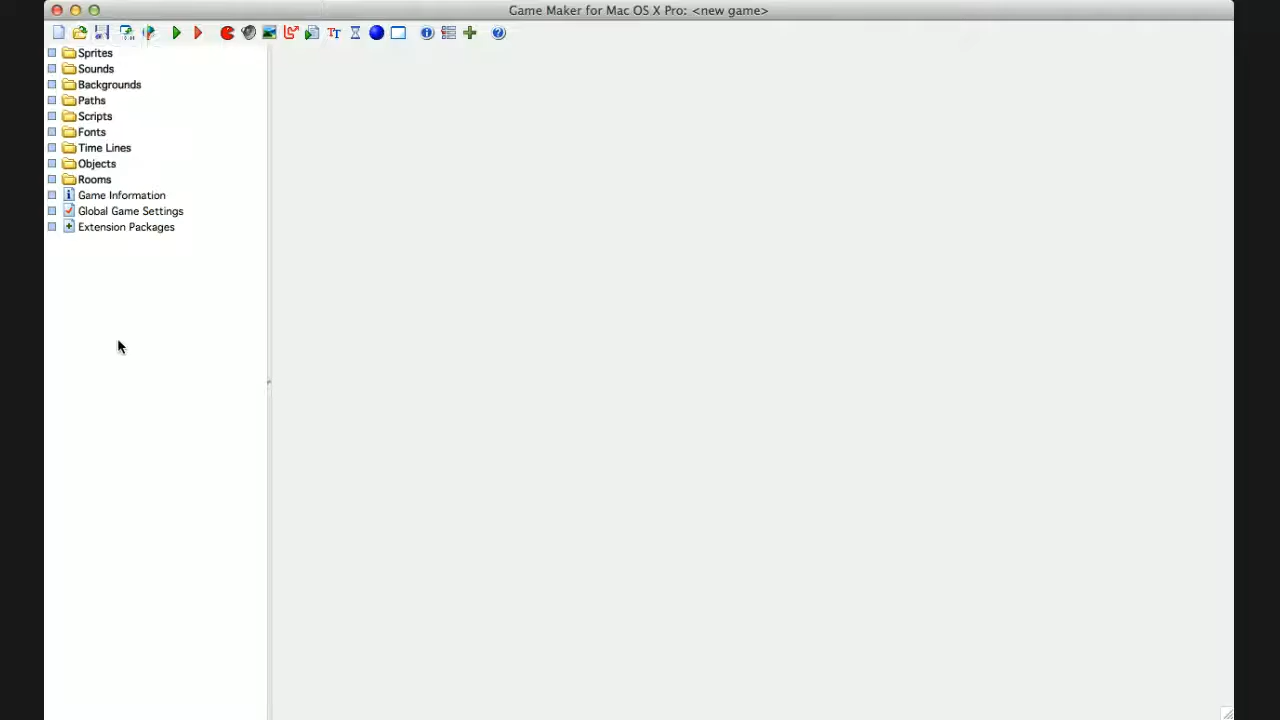 Game Maker for Mac OS X Pro: <new game>
Sprites
Sounds
Backgrounds
Paths
Scripts
Fonts
Time Lines
Objects
Rooms
Game Information
Global Game Settings
Extension Packages